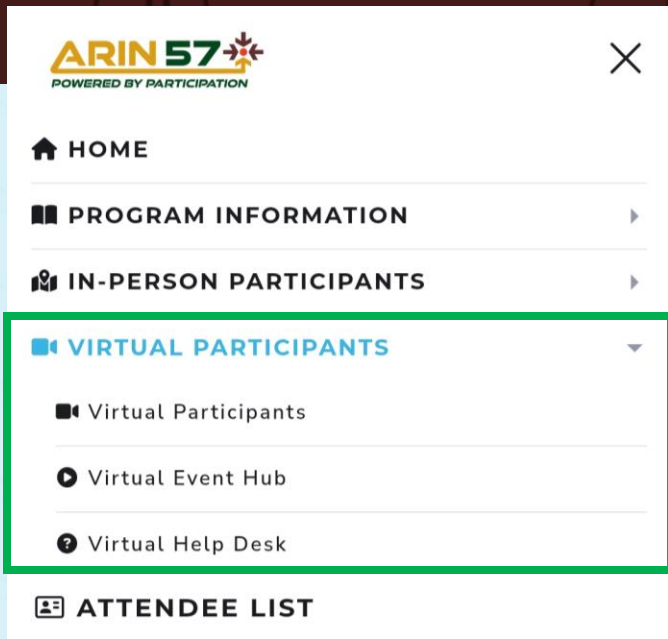 ARIN 57
POWERED BY PARTICIPATION
HOME
PROGRAM INFORMATION
IN-PERSON PARTICIPANTS
VIRTUAL PARTICIPANTS
Virtual Participants
Virtual Event Hub
Virtual Help Desk
ATTENDEE LIST